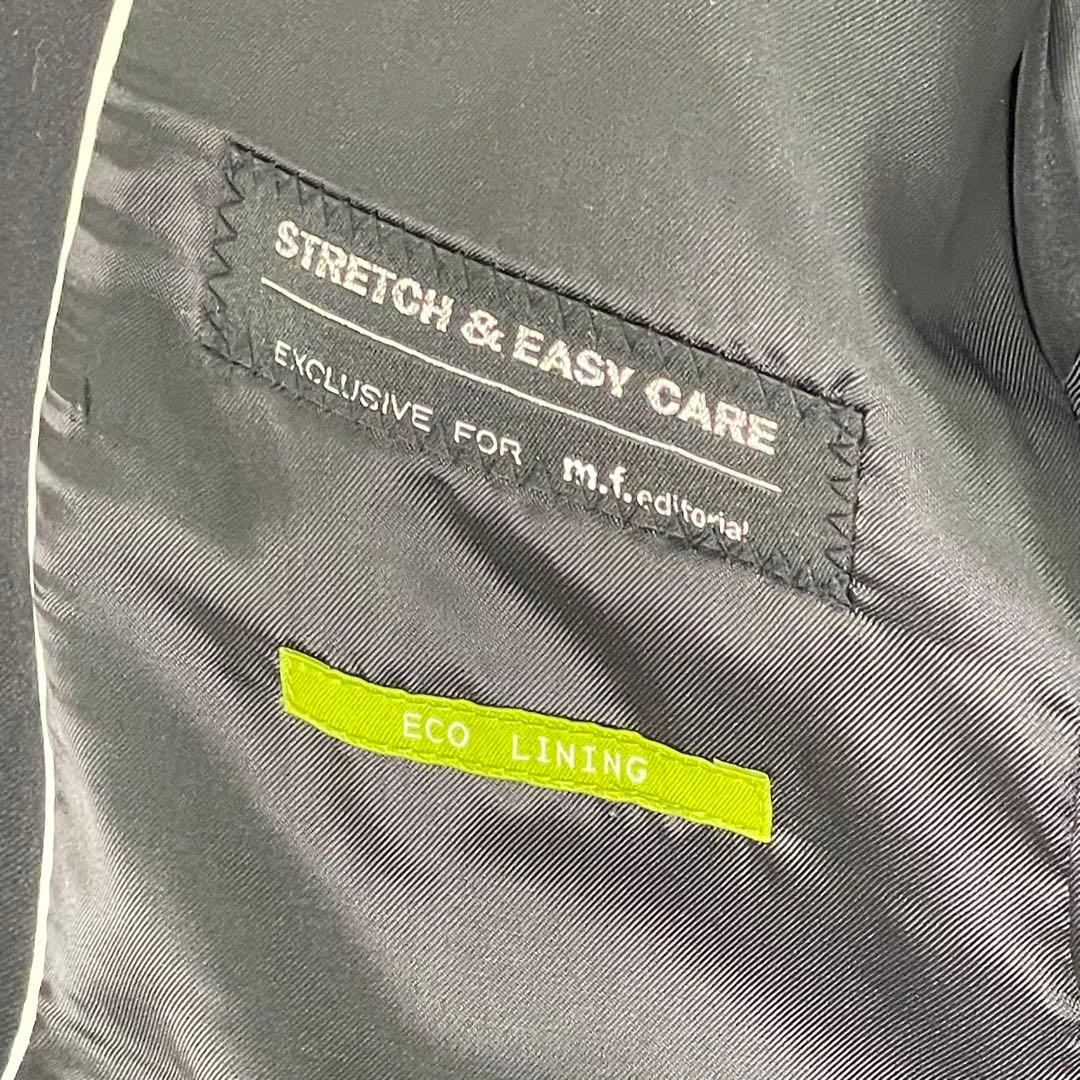 STRETCH & EASY CARE
EXCLUSIVE FOR m.f.editorial
ECO LINING